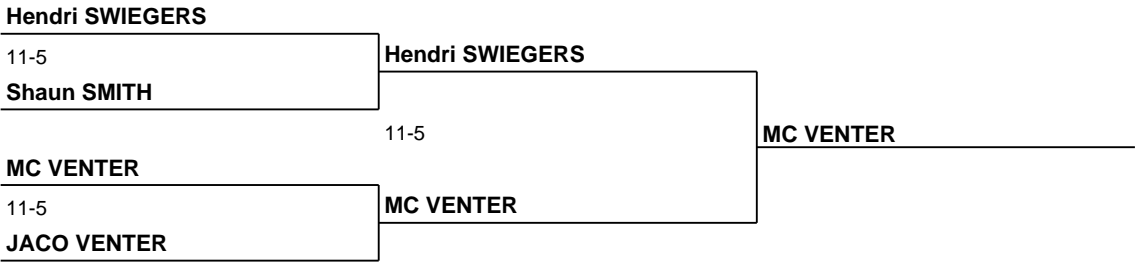 Hendri SWIEGERS
11-5
Hendri SWIEGERS
Shaun SMITH
11-5
MC VENTER
MC VENTER
11-5
MC VENTER
JACO VENTER